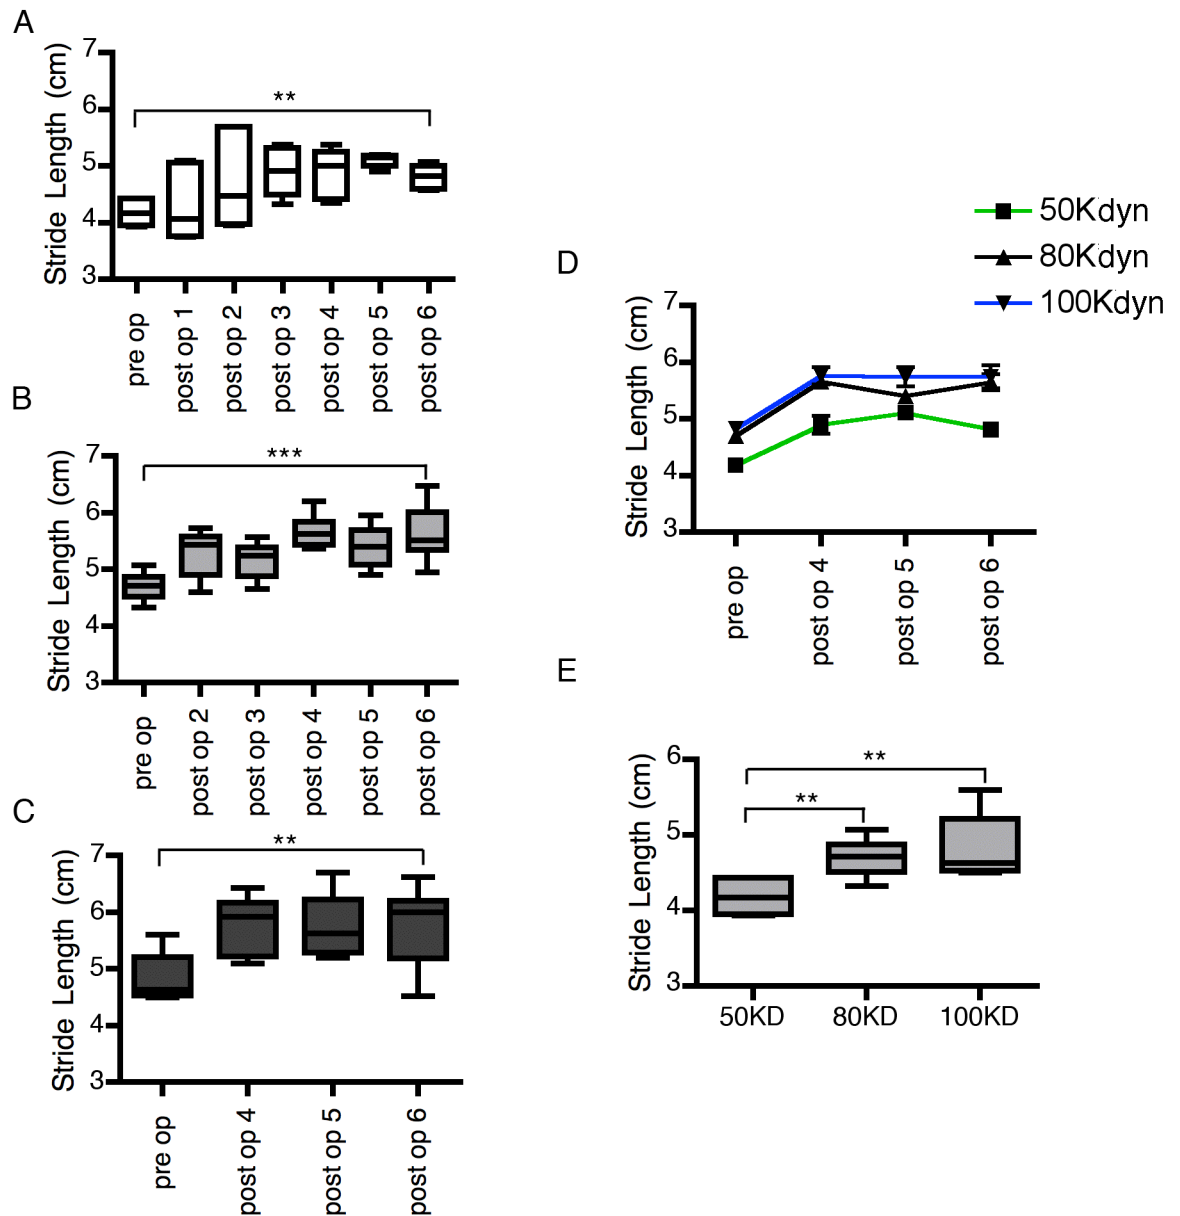 A
Stride Length (cm)
7
6
5
4
3
**
pre op
post op 1
post op 2
post op 3
post op 4
post op 5
post op 6
B
Stride Length (cm)
7
6
5
4
3
***
pre op
post op 2
post op 3
post op 4
post op 5
post op 6
C
Stride Length (cm)
7
6
5
4
3
**
pre op
post op 4
post op 5
post op 6
50Kdyn
80Kdyn
100Kdyn
D
Stride Length (cm)
7
6
5
4
3
pre op
post op 4
post op 5
post op 6
E
Stride Length (cm)
6
5
4
3
**
**
50KD
80KD
100KD